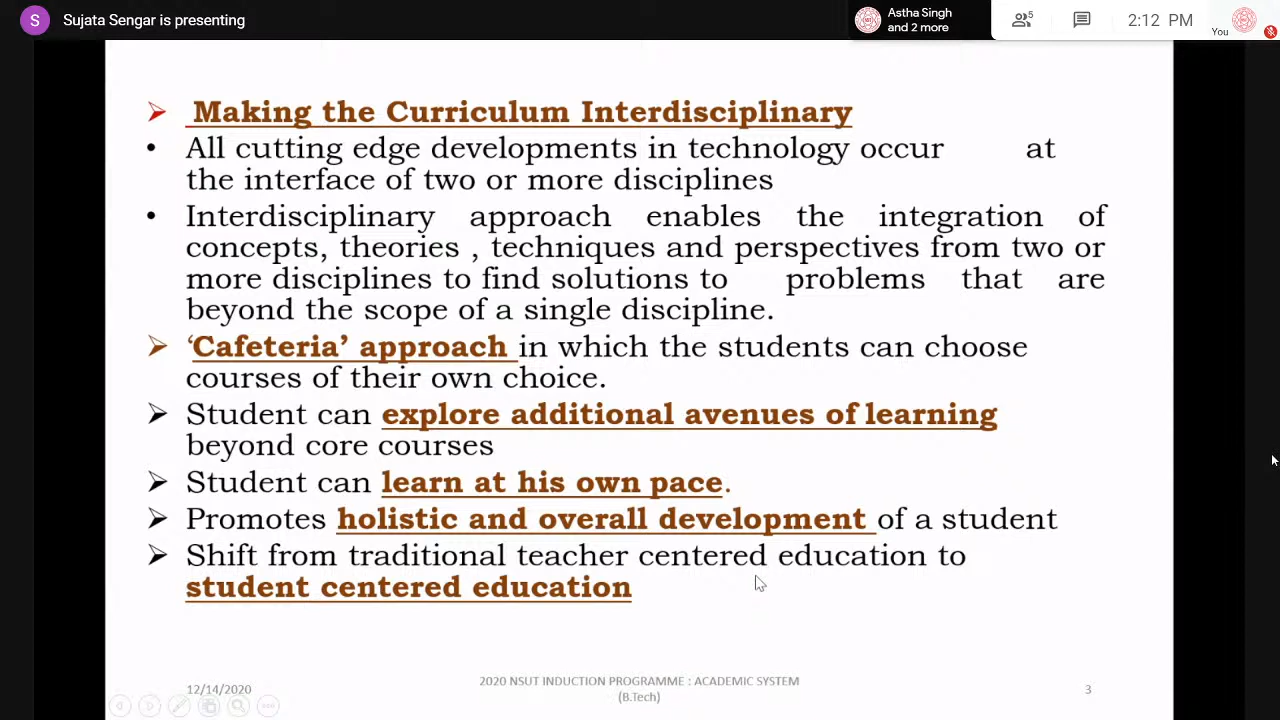 S Sujata Sengar is presenting
Astha Singh
and 2 more
5
2:12 PM
You
Making the Curriculum Interdisciplinary
• All cutting edge developments in technology occur at
the interface of two or more disciplines
• Interdisciplinary approach enables the integration of
concepts, theories , techniques and perspectives from two or
more disciplines to find solutions to problems that are
beyond the scope of a single discipline.
‘Cafeteria’ approach in which the students can choose
courses of their own choice.
Student can explore additional avenues of learning
beyond core courses
Student can learn at his own pace.
Promotes holistic and overall development of a student
Shift from traditional teacher centered education to
student centered education
12/14/2020
2020 NSUT INDUCTION PROGRAMME : ACADEMIC SYSTEM
(B.Tech)
3